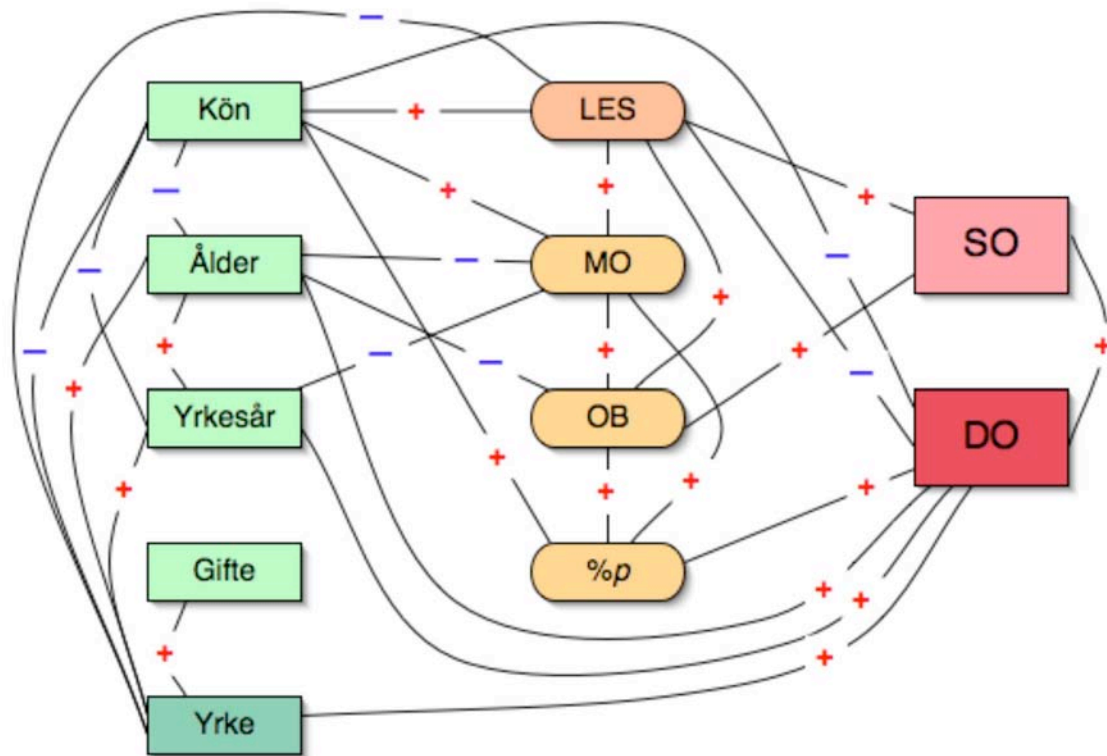 Kön
LES
SO
Ålder
MO
Yrkesår
OB
DO
Gifte
%p
Yrke